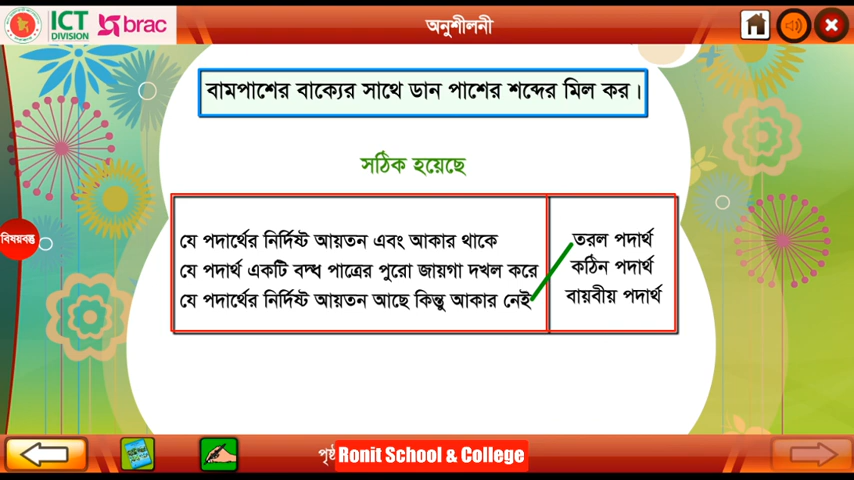 ICT
DIVISION
brac
অনুশীলনী
বামপাশের বাক্যের সাথে ডান পাশের শব্দের মিল কর।
সঠিক হয়েছে
যে পদার্থের নির্দিষ্ট আয়তন এবং আকার থাকে
যে পদার্থ একটি বদ্ধ পাত্রের পুরো জায়গা দখল করে
যে পদার্থের নির্দিষ্ট আয়তন আছে কিন্তু আকার নেই
তরল পদার্থ
কঠিন পদার্থ
বায়বীয় পদার্থ
বিষয়বস্তু
Ronit School & College